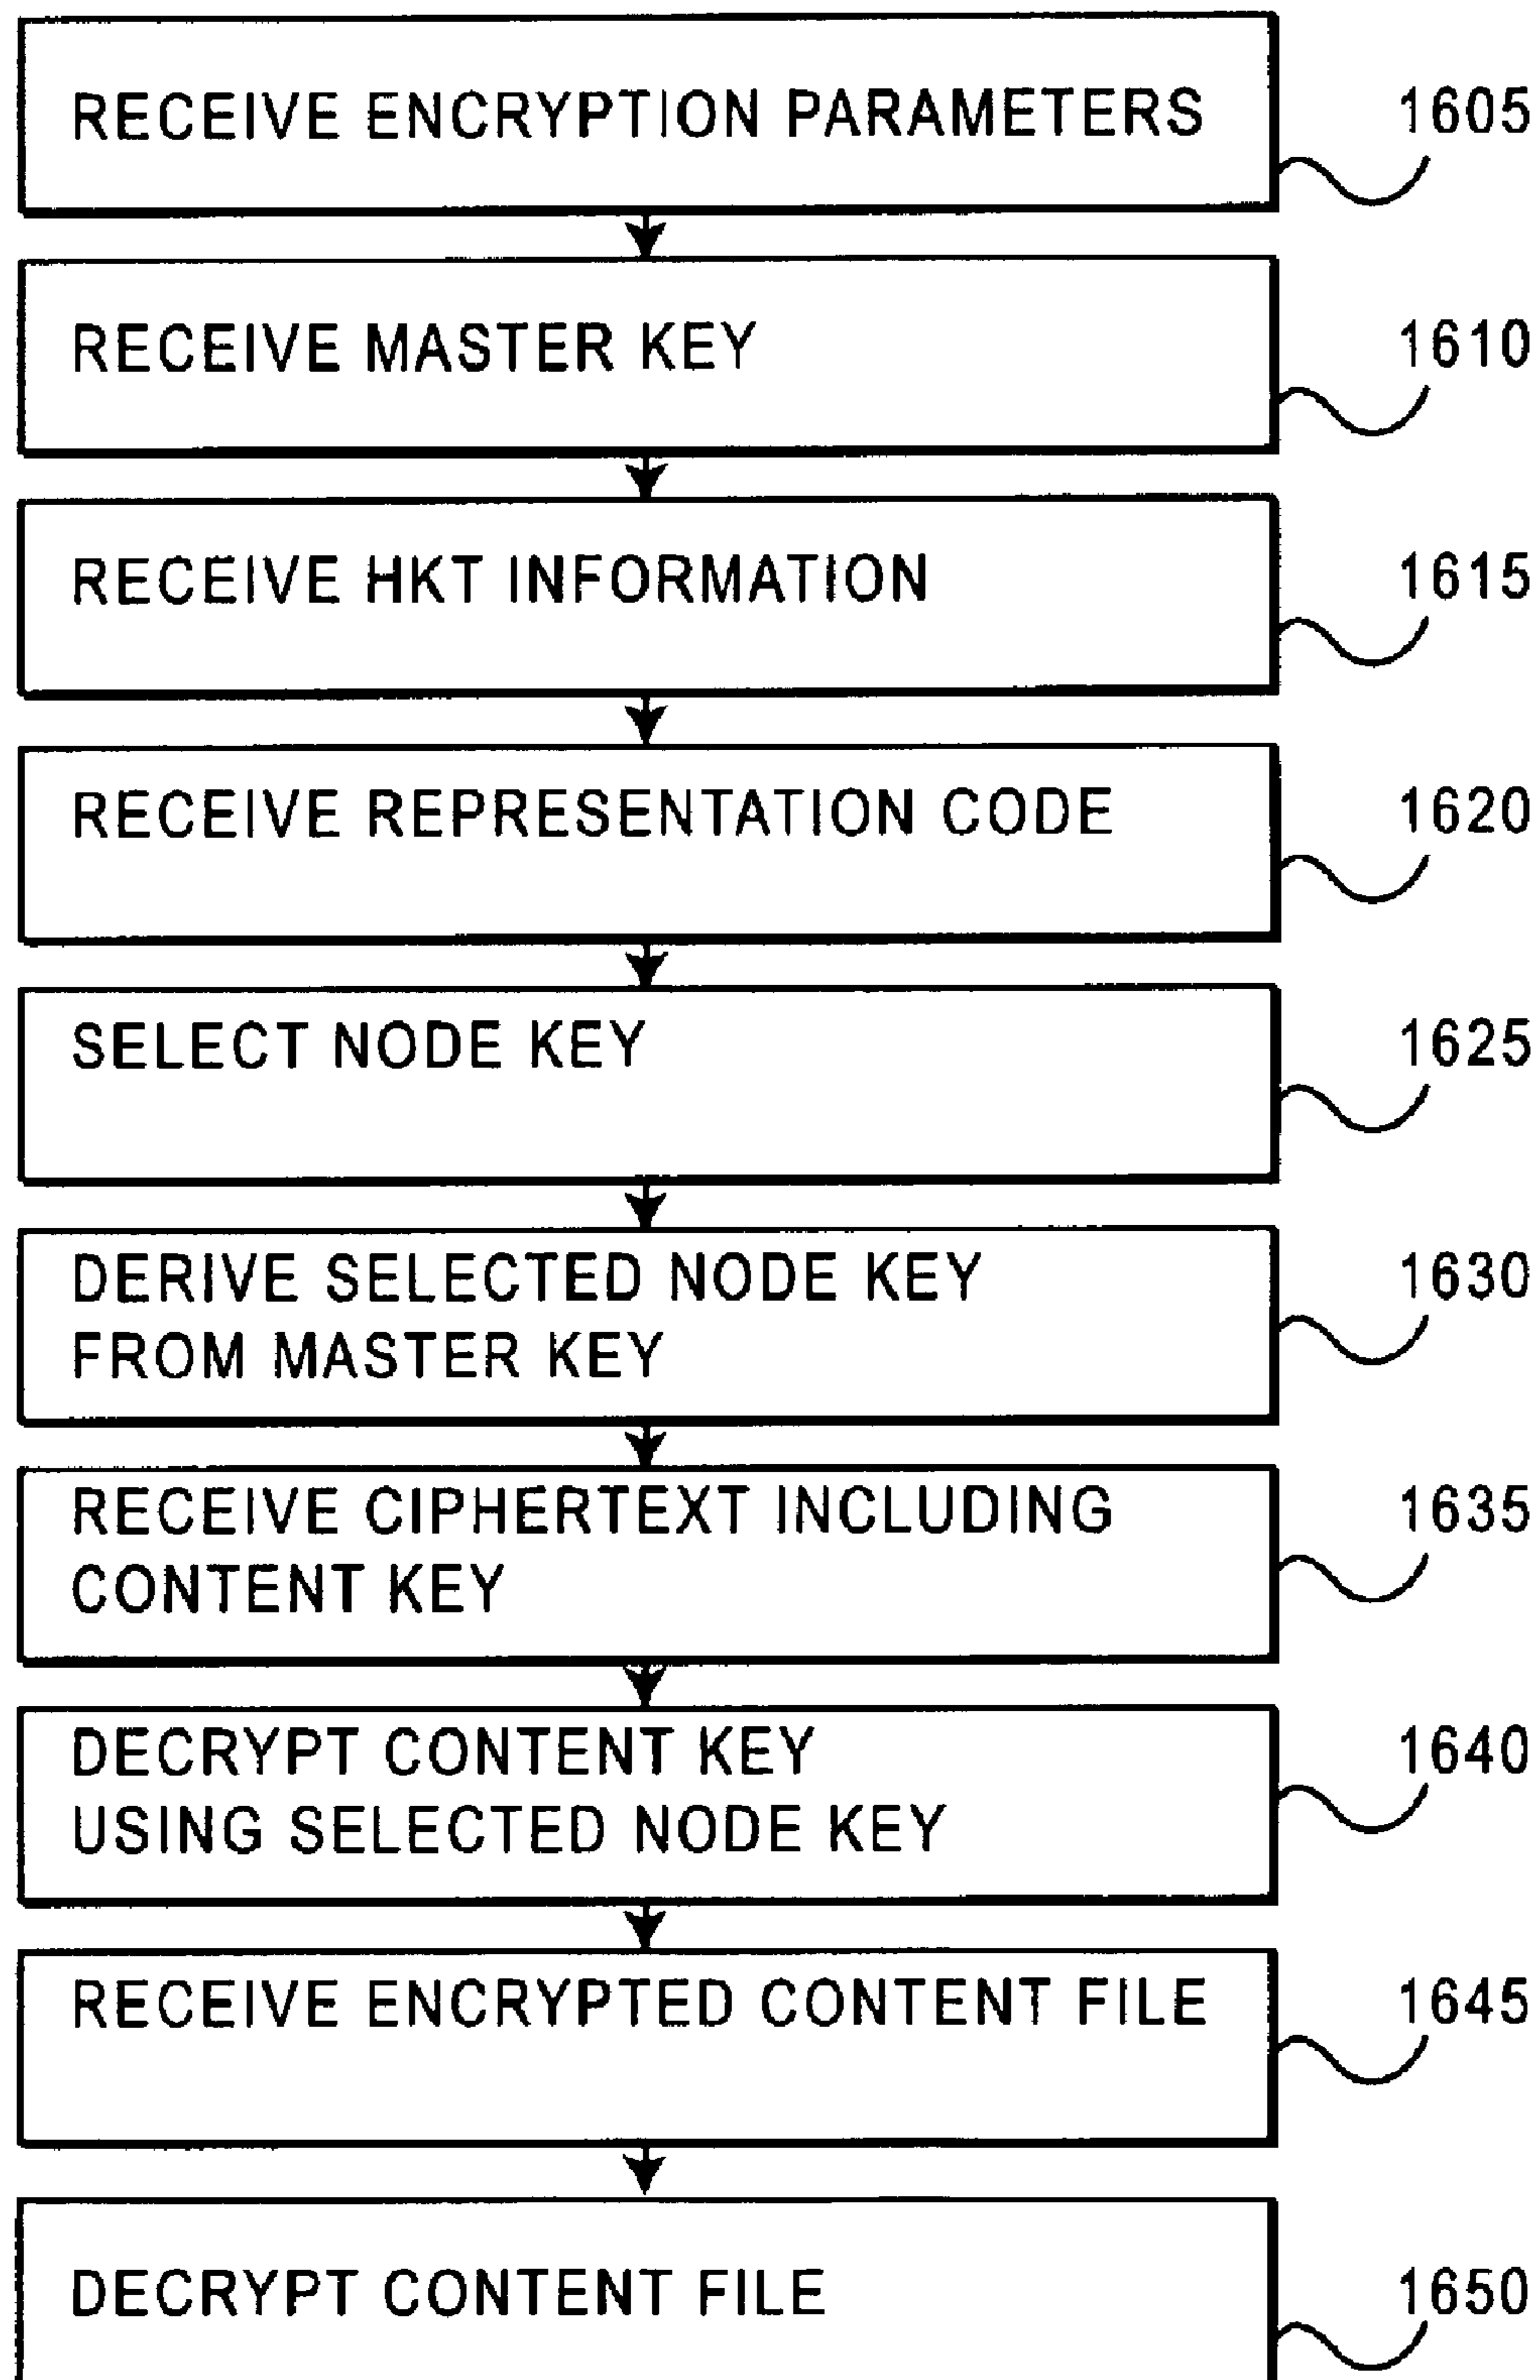 RECEIVE ENCRYPTION PARAMETERS
1605
RECEIVE MASTER KEY
1610
RECEIVE HKT INFORMATION
1615
RECEIVE REPRESENTATION CODE
1620
SELECT NODE KEY
1625
DERIVE SELECTED NODE KEY
FROM MASTER KEY
1630
RECEIVE CIPHERTEXT INCLUDING
CONTENT KEY
1635
DECRYPT CONTENT KEY
USING SELECTED NODE KEY
1640
RECEIVE ENCRYPTED CONTENT FILE
1645
DECRYPT CONTENT FILE
1650